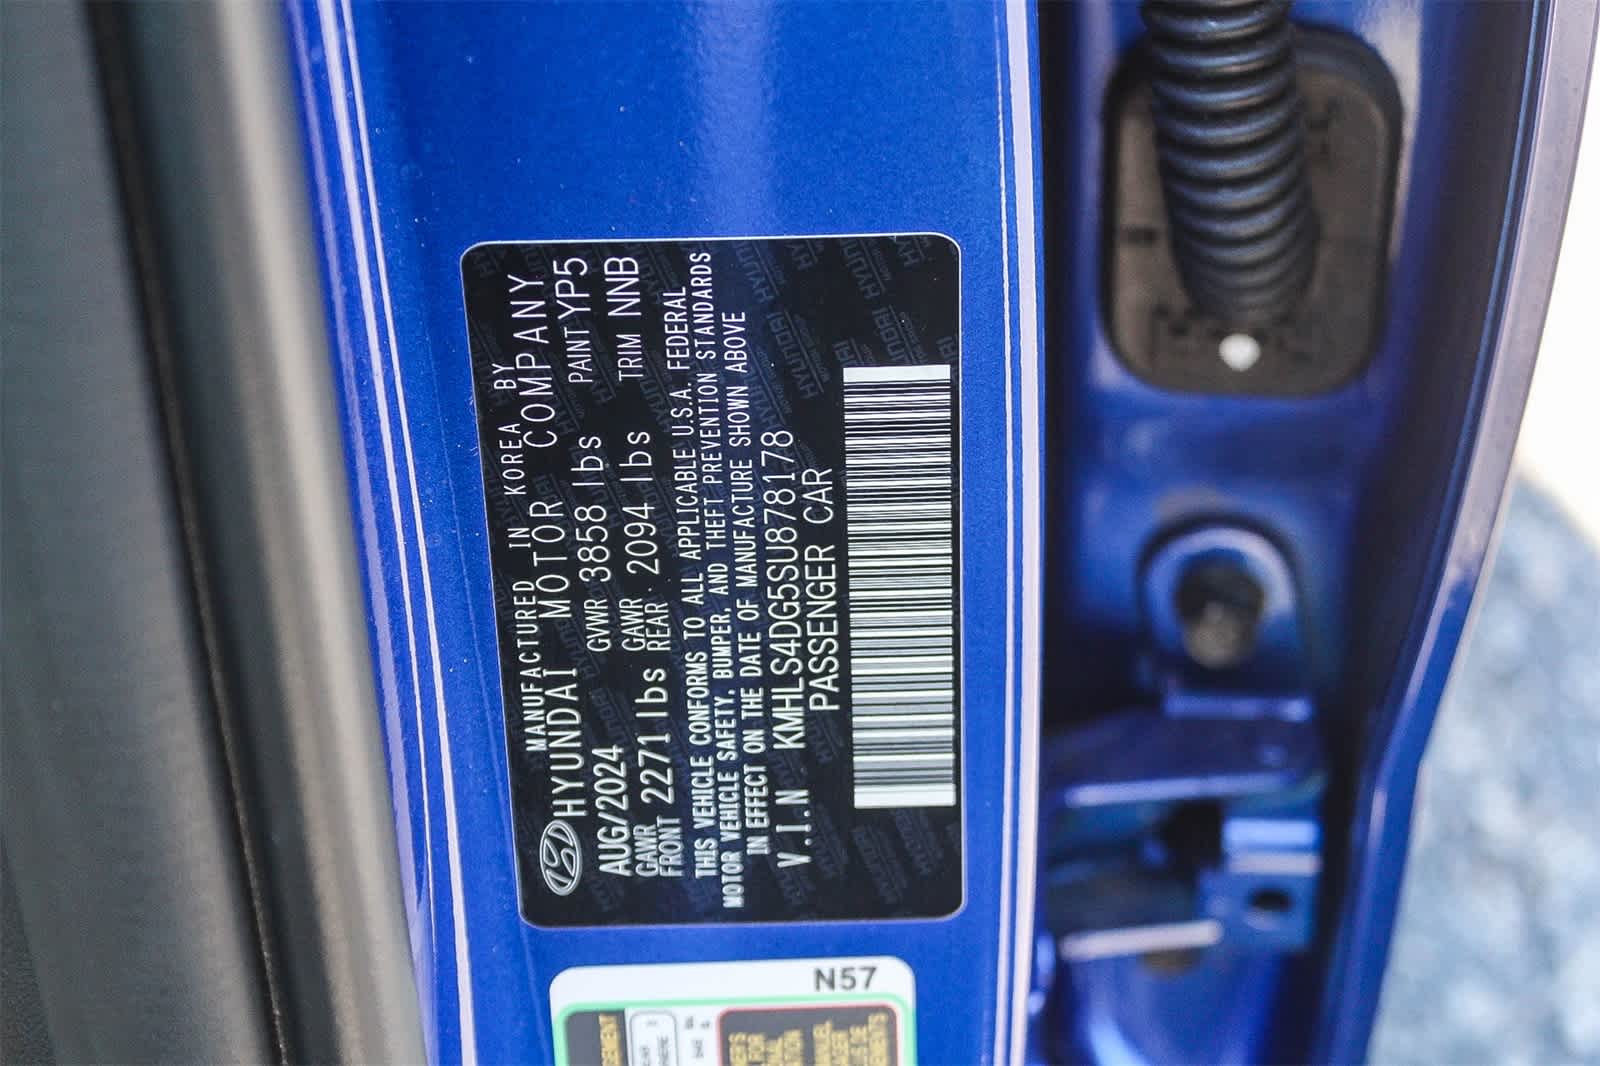 MANUFACTURED IN KOREA BY
HYUNDAI MOTOR COMPANY
AUG/2024 GVWR 3858 lbs PAINT YP5
GAWR FRONT 2271 lbs GAWR REAR 2094 lbs TRIM NNB
THIS VEHICLE CONFORMS TO ALL APPLICABLE U.S.A. FEDERAL
MOTOR VEHICLE SAFETY, BUMPER, AND THEFT PREVENTION STANDARDS
IN EFFECT ON THE DATE OF MANUFACTURE SHOWN ABOVE
V.I.N KMHLS4DG5SU878178
PASSENGER CAR
N57